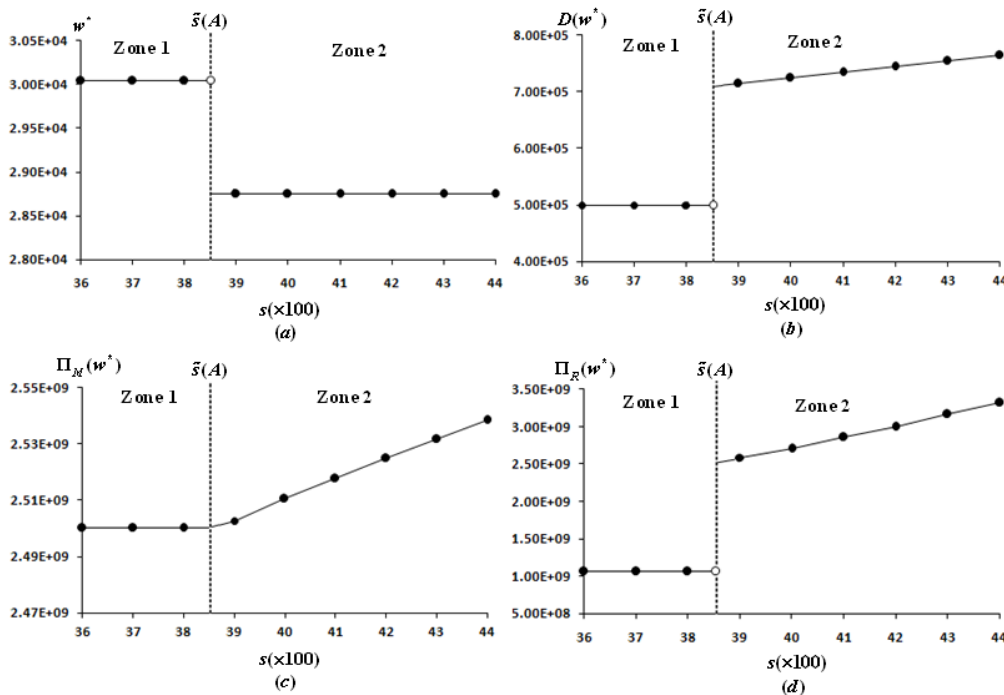 w* s̃(A)
3.05E+04 Zone 1 Zone 2
3.00E+04
2.95E+04
2.90E+04
2.85E+04
2.80E+04
36 37 38 39 40 41 42 43 44
s(×100)
(a)
D(w*) s̃(A)
8.00E+05 Zone 1 Zone 2
7.00E+05
6.00E+05
5.00E+05
4.00E+05
36 37 38 39 40 41 42 43 44
s(×100)
(b)
Π_M(w*) s̃(A)
2.55E+09 Zone 1 Zone 2
2.53E+09
2.51E+09
2.49E+09
2.47E+09
36 37 38 39 40 41 42 43 44
s(×100)
(c)
Π_R(w*) s̃(A)
3.50E+09 Zone 1 Zone 2
3.00E+09
2.50E+09
2.00E+09
1.50E+09
1.00E+09
5.00E+08
36 37 38 39 40 41 42 43 44
s(×100)
(d)